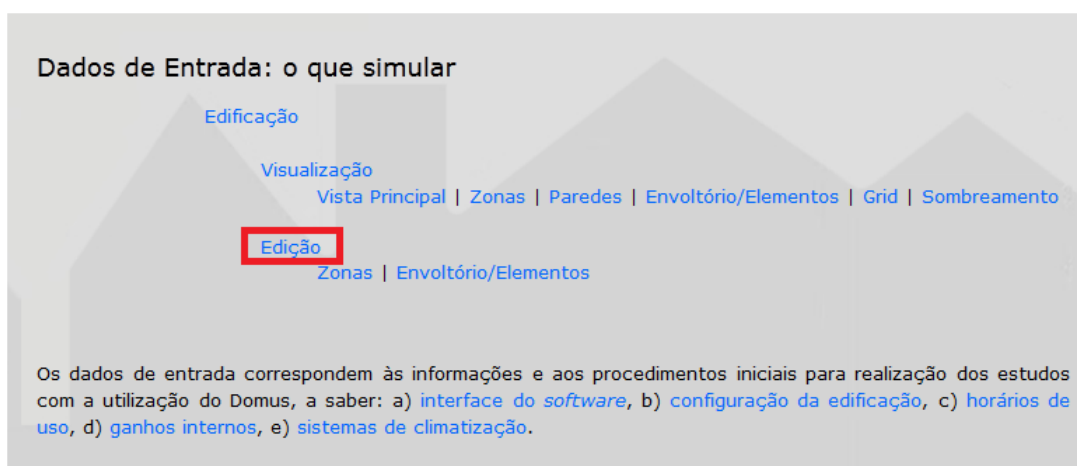 Dados de Entrada: o que simular
Edificação
Visualização
Vista Principal | Zonas | Paredes | Envoltório/Elementos | Grid | Sombreamento
Edição
Zonas | Envoltório/Elementos
Os dados de entrada correspondem às informações e aos procedimentos iniciais para realização dos estudos
com a utilização do Domus, a saber: a) interface do software, b) configuração da edificação, c) horários de
uso, d) ganhos internos, e) sistemas de climatização.